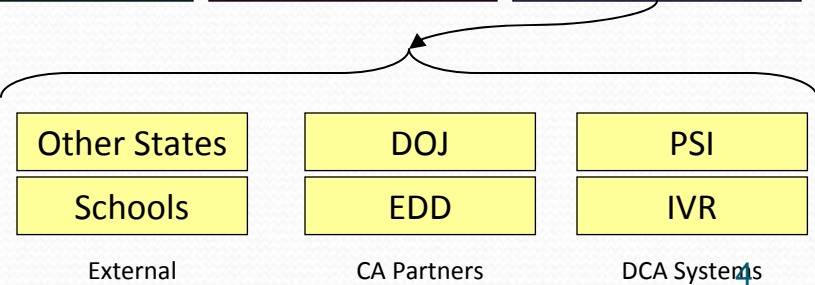 Other States DOJ PSI
Schools EDD IVR
External CA Partners DCA Systems
4